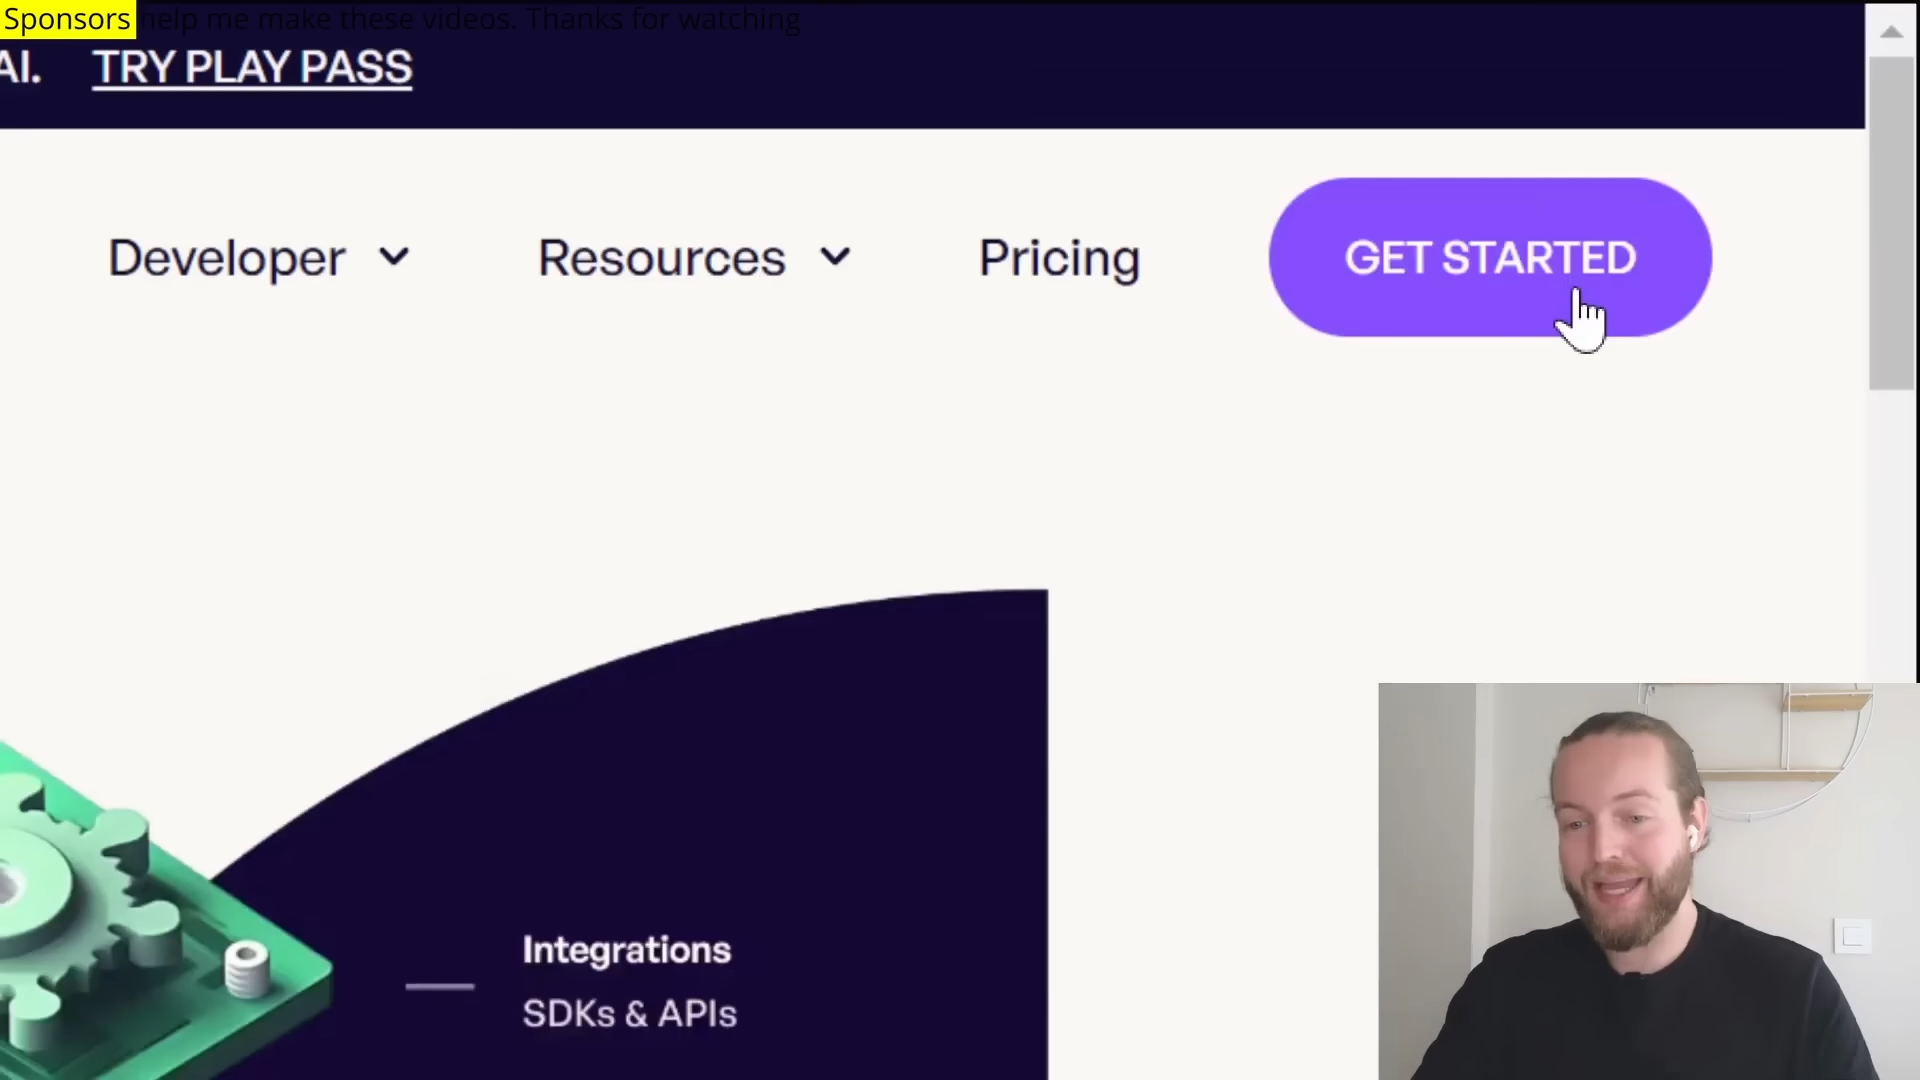 Sponsors help me make these videos. Thanks for watching
AI. TRY PLAY PASS
Developer Resources Pricing GET STARTED
Integrations
SDKs & APIs